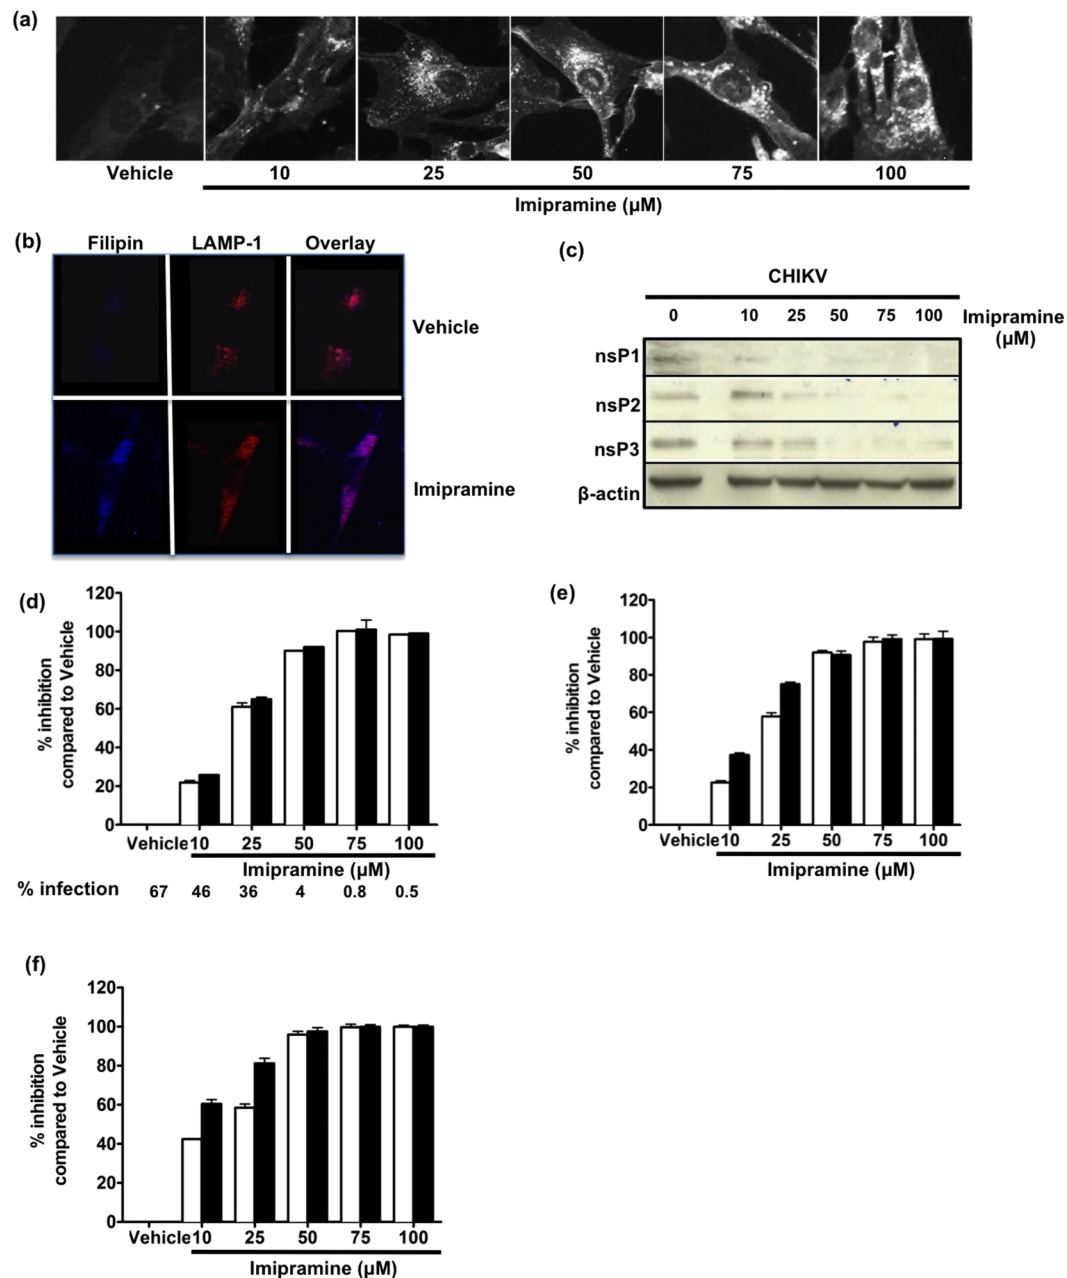 (a)
Vehicle 10 25 50 75 100
Imipramine (µM)
(b)
Filipin LAMP-1 Overlay
Vehicle
Imipramine
(c)
CHIKV
0 10 25 50 75 100 Imipramine
(µM)
nsP1
nsP2
nsP3
β-actin
(d)
% inhibition
compared to Vehicle
120
100
80
60
40
20
0
Vehicle 10 25 50 75 100
Imipramine (µM)
% infection 67 46 36 4 0.8 0.5
(e)
% inhibition
compared to Vehicle
120
100
80
60
40
20
0
Vehicle 10 25 50 75 100
Imipramine (µM)
(f)
% inhibition
compared to Vehicle
120
100
80
60
40
20
0
Vehicle 10 25 50 75 100
Imipramine (µM)